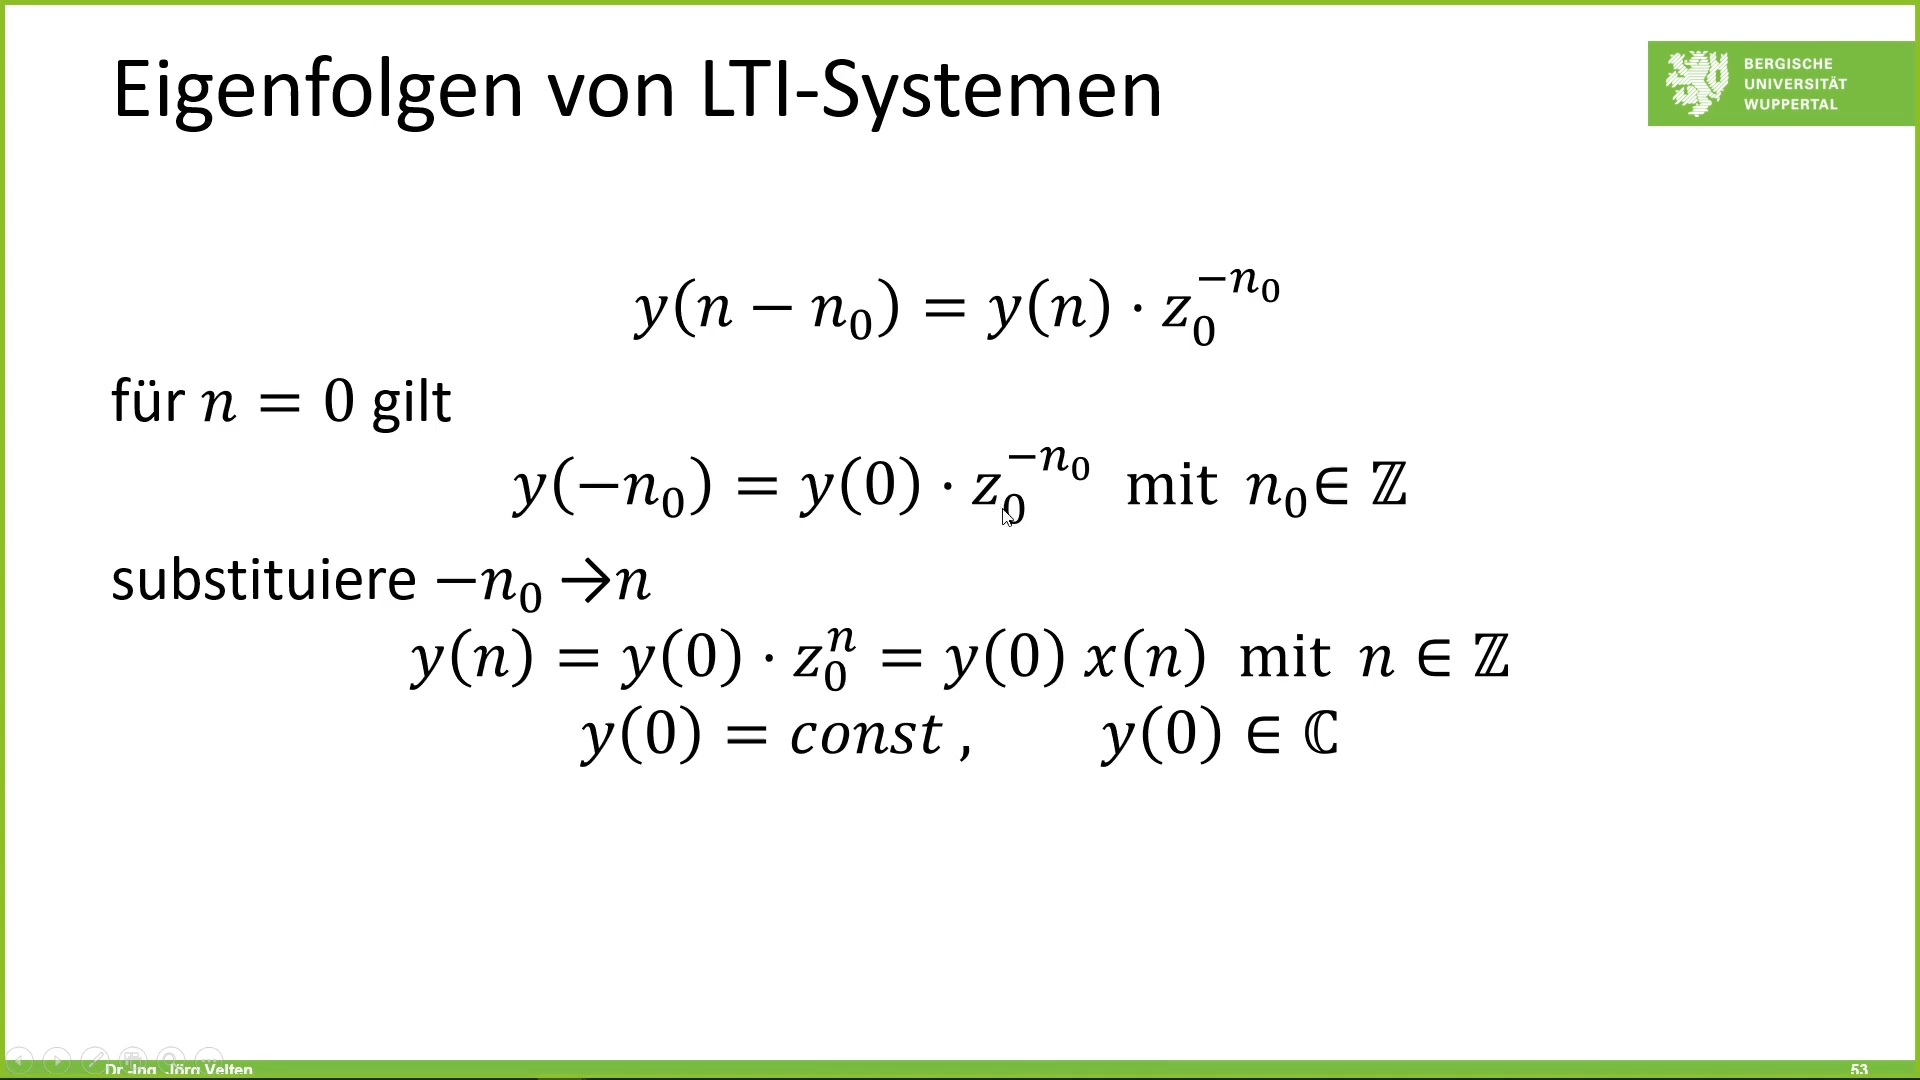 Eigenfolgen von LTI-Systemen
BERGISCHE
UNIVERSITÄT
WUPPERTAL
y(n − n₀) = y(n) · z₀^{−n₀}
für n = 0 gilt
y(−n₀) = y(0) · z₀^{−n₀} mit n₀∈ ℤ
substituiere −n₀ →n
y(n) = y(0) · z₀ⁿ = y(0) x(n) mit n ∈ ℤ
y(0) = const , y(0) ∈ ℂ
Dr.-Ing. Jörg Velten
53